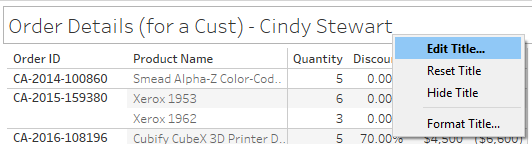 Order Details (for a Cust) - Cindy Stewart
Edit Title...
Reset Title
Hide Title
Format Title...
Order ID Product Name Quantity
CA-2014-100860 Smead Alpha-Z Color-Cod.. 5 0.00
CA-2015-159380 Xerox 1953 6 0.00
Xerox 1962 3 0.00
CA-2016-108196 Cubify CubeX 3D Printer D.. 5 70.00% $4,500 ($6,600)